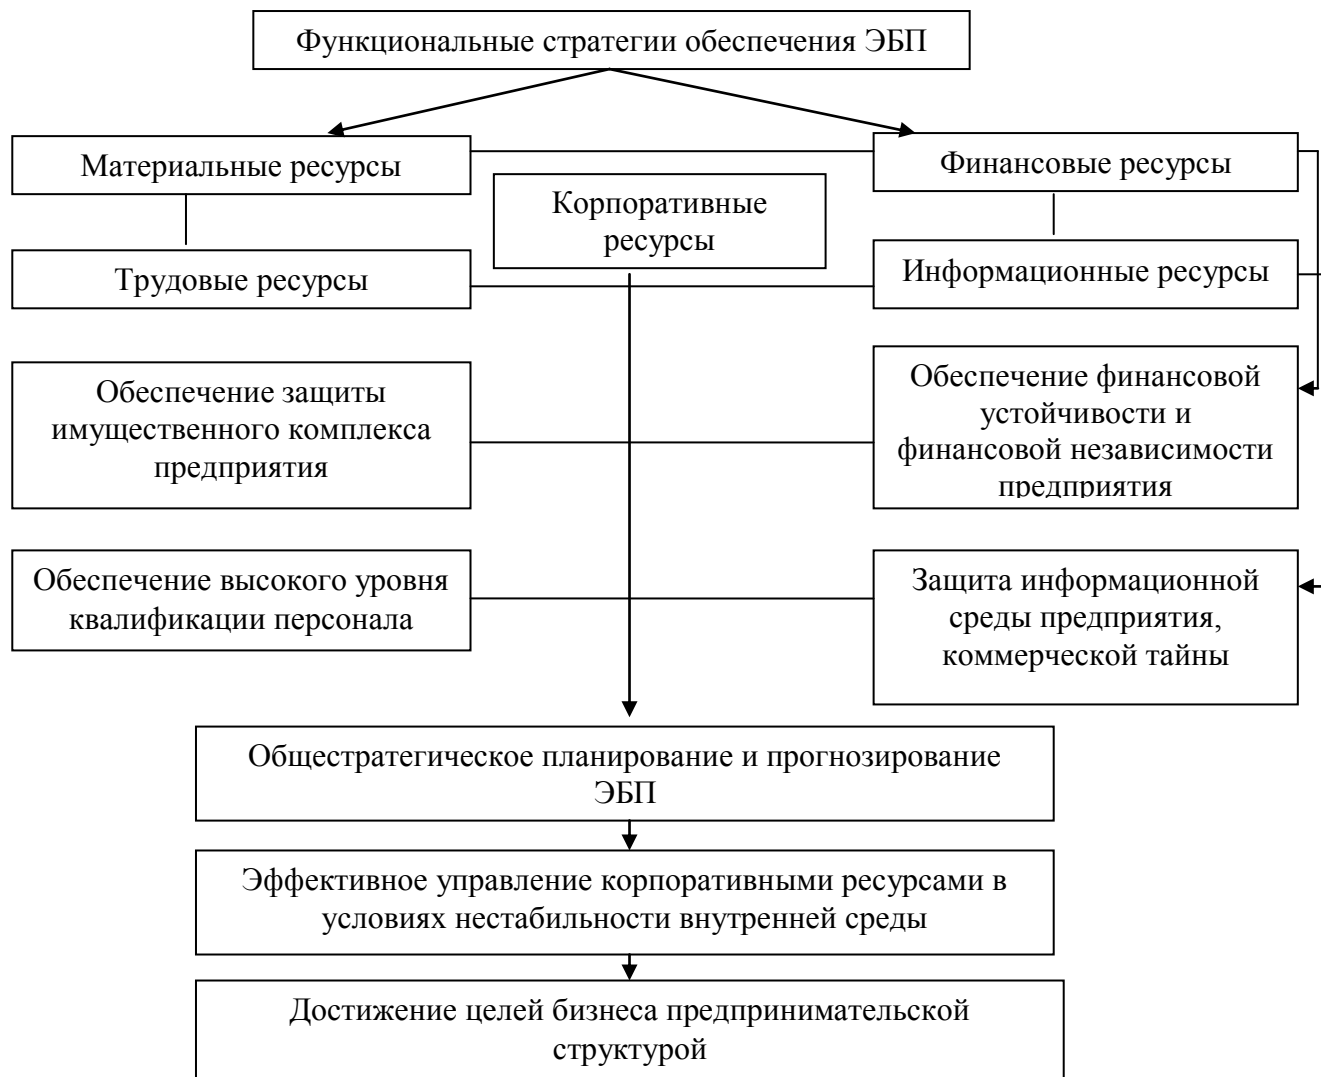 Функциональные стратегии обеспечения ЭБП
Материальные ресурсы
Финансовые ресурсы
Корпоративные
ресурсы
Трудовые ресурсы
Информационные ресурсы
Обеспечение защиты
имущественного комплекса
предприятия
Обеспечение финансовой
устойчивости и
финансовой независимости
предприятия
Обеспечение высокого уровня
квалификации персонала
Защита информационной
среды предприятия,
коммерческой тайны
Общестратегическое планирование и прогнозирование
ЭБП
Эффективное управление корпоративными ресурсами в
условиях нестабильности внутренней среды
Достижение целей бизнеса предпринимательской
структурой